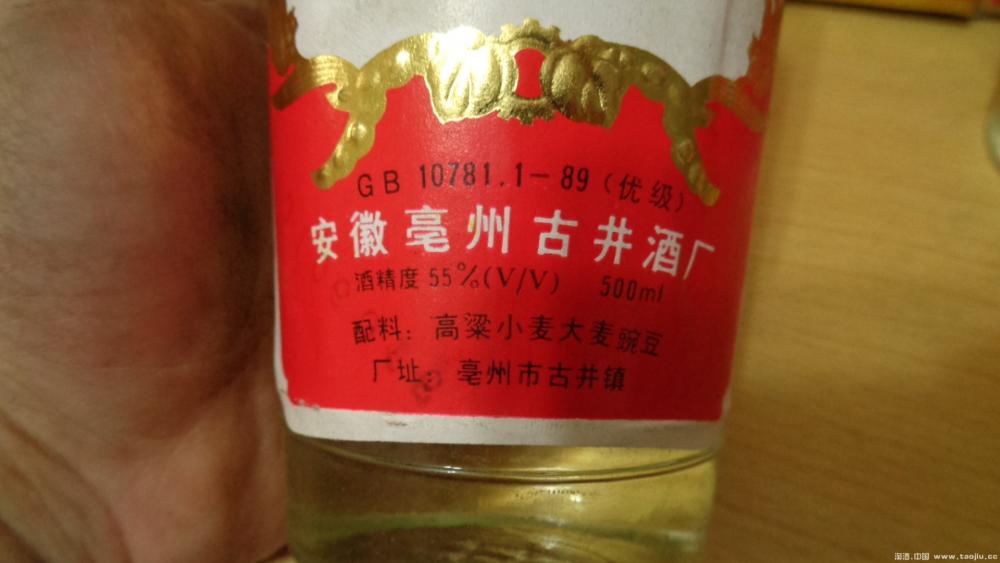 GB 10781.1—89(优级)
安徽亳州古井酒厂
酒精度 55%(V/V) 500ml
配料：高粱小麦大麦豌豆
厂址：亳州市古井镇
淘酒.中国 www.taojiu.cc